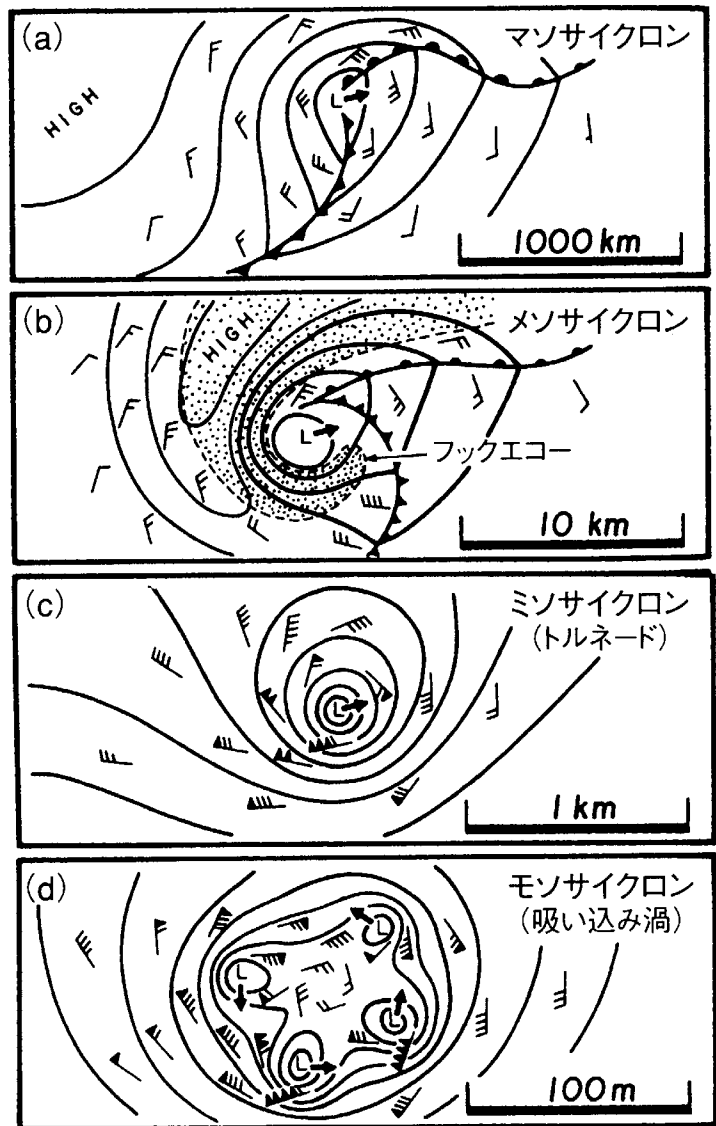 (a)
マソサイクロン
HIGH
L
1000 km
(b)
メソサイクロン
HIGH
L
フックエコー
10 km
(c)
ミソサイクロン
(トルネード)
L
1 km
(d)
モソサイクロン
(吸い込み渦)
L
L
L
L
100 m